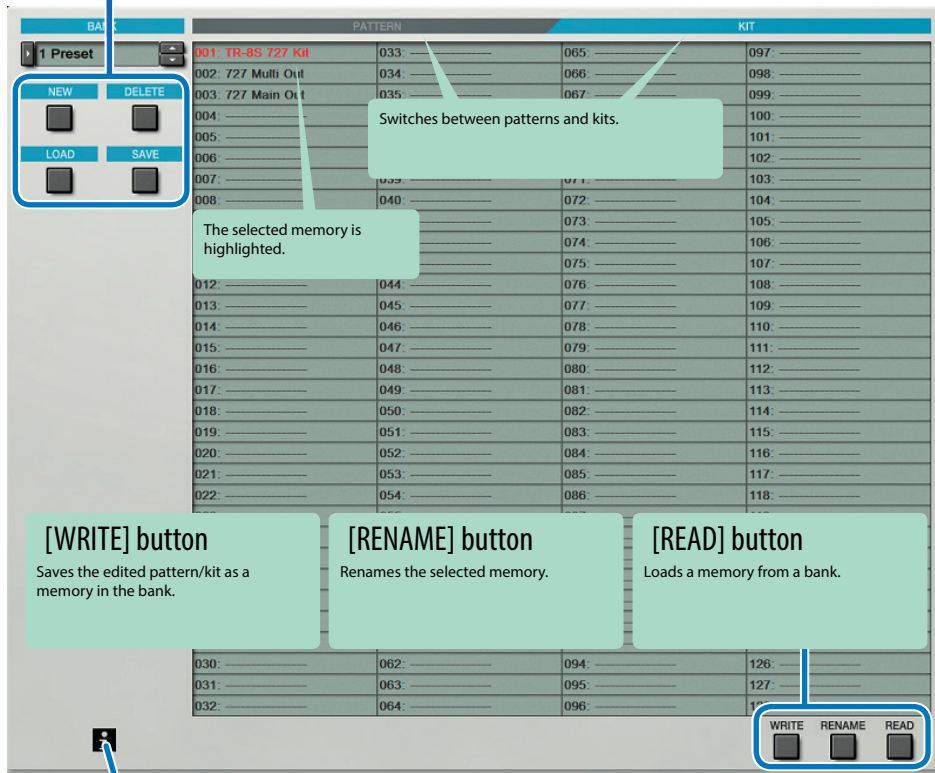 BANK PATTERN KIT
1 Preset
NEW DELETE
LOAD SAVE
001: TR-8S 727 Kit 033: ---------- 065: ---------- 097: ----------
002: 727 Multi Out 034: ---------- 066: ---------- 098: ----------
003: 727 Main Out 035: ---------- 067: ---------- 099: ----------
004: ---------- 100: ----------
005: ---------- 101: ----------
006: ---------- 102: ----------
007: ---------- 039: ---------- 071: ---------- 103: ----------
008: ---------- 040: ---------- 072: ---------- 104: ----------
Switches between patterns and kits.
073: ---------- 105: ----------
074: ---------- 106: ----------
075: ---------- 107: ----------
The selected memory is
highlighted.
012: ---------- 044: ---------- 076: ---------- 108: ----------
013: ---------- 045: ---------- 077: ---------- 109: ----------
014: ---------- 046: ---------- 078: ---------- 110: ----------
015: ---------- 047: ---------- 079: ---------- 111: ----------
016: ---------- 048: ---------- 080: ---------- 112: ----------
017: ---------- 049: ---------- 081: ---------- 113: ----------
018: ---------- 050: ---------- 082: ---------- 114: ----------
019: ---------- 051: ---------- 083: ---------- 115: ----------
020: ---------- 052: ---------- 084: ---------- 116: ----------
021: ---------- 053: ---------- 085: ---------- 117: ----------
022: ---------- 054: ---------- 086: ---------- 118: ----------
[WRITE] button
Saves the edited pattern/kit as a
memory in the bank.
[RENAME] button
Renames the selected memory.
[READ] button
Loads a memory from a bank.
030: ---------- 062: ---------- 094: ---------- 126: ----------
031: ---------- 063: ---------- 095: ---------- 127: ----------
032: ---------- 064: ---------- 096: ----------
WRITE RENAME READ
i